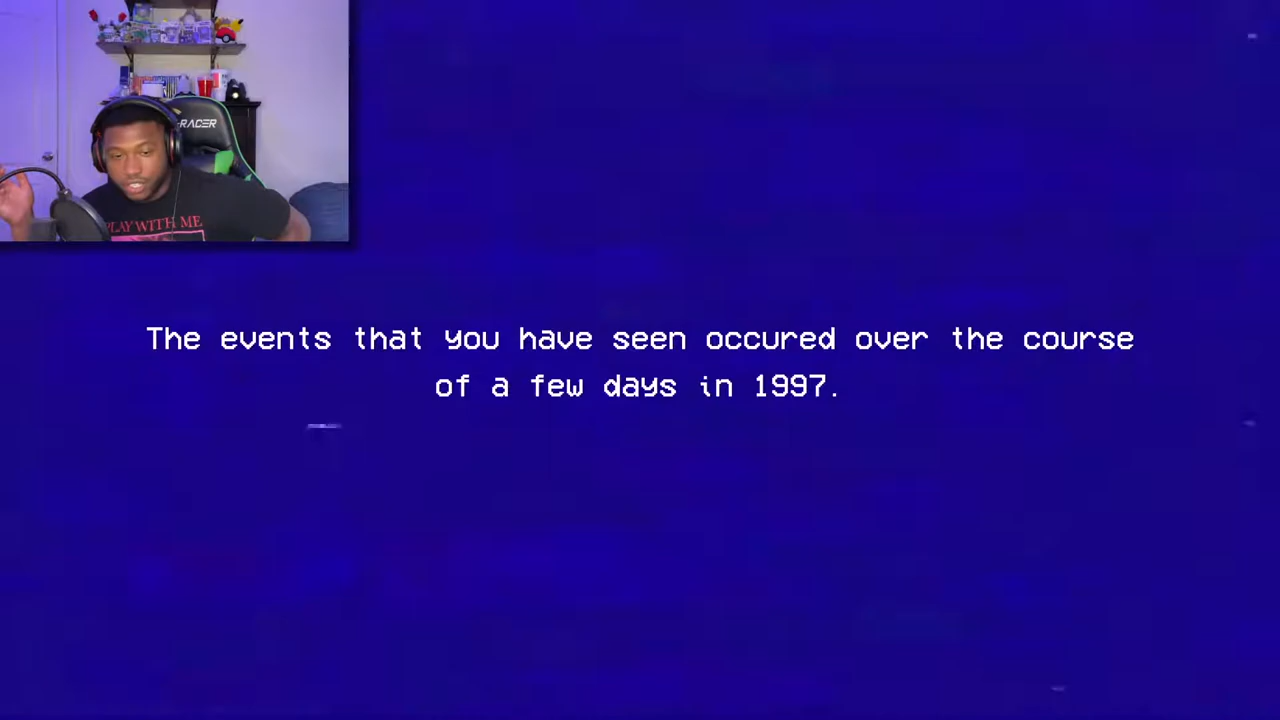 -RACER
PLAY WITH ME
The events that you have seen occured over the course
of a few days in 1997.